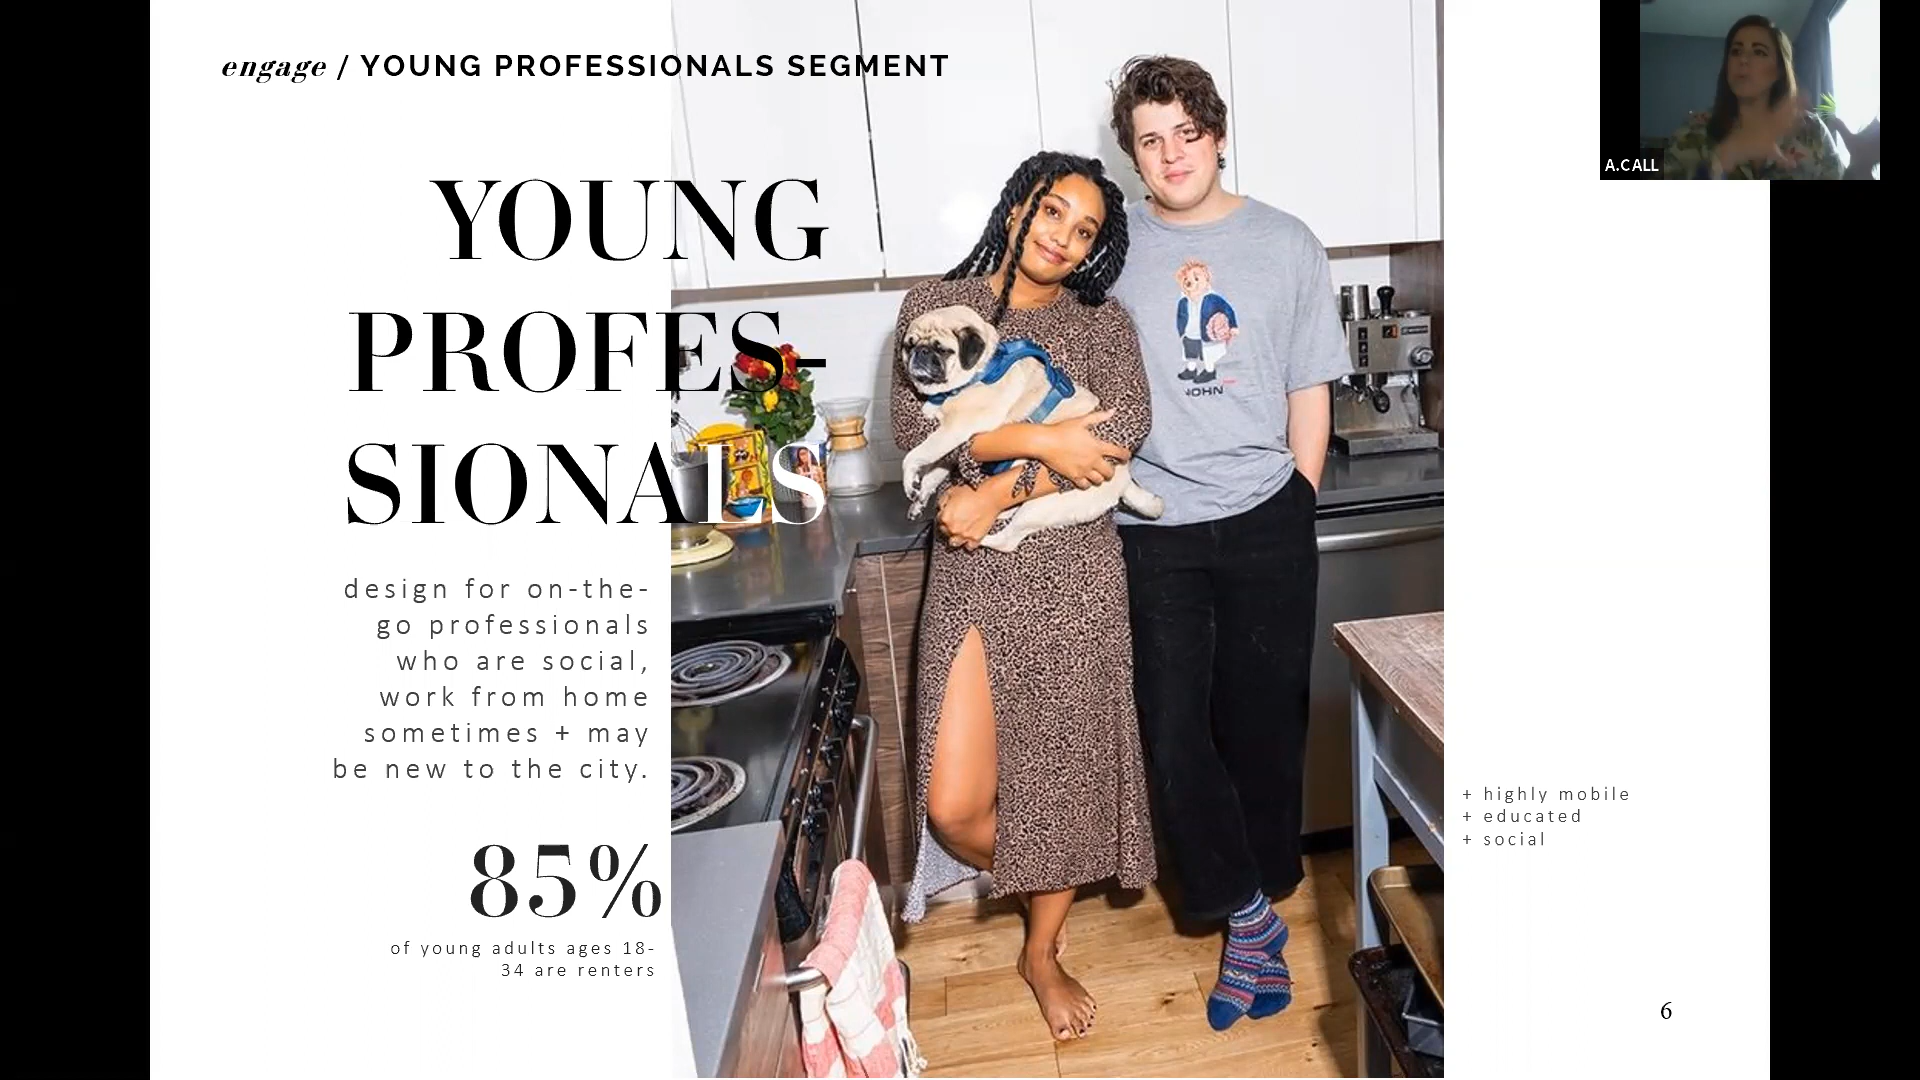 engage / YOUNG PROFESSIONALS SEGMENT
A.CALL
YOUNG
PROFES-
SIONALS
JOHN
design for on-the-
go professionals
who are social,
work from home
sometimes + may
be new to the city.
85%
of young adults ages 18-
34 are renters
+ highly mobile
+ educated
+ social
6